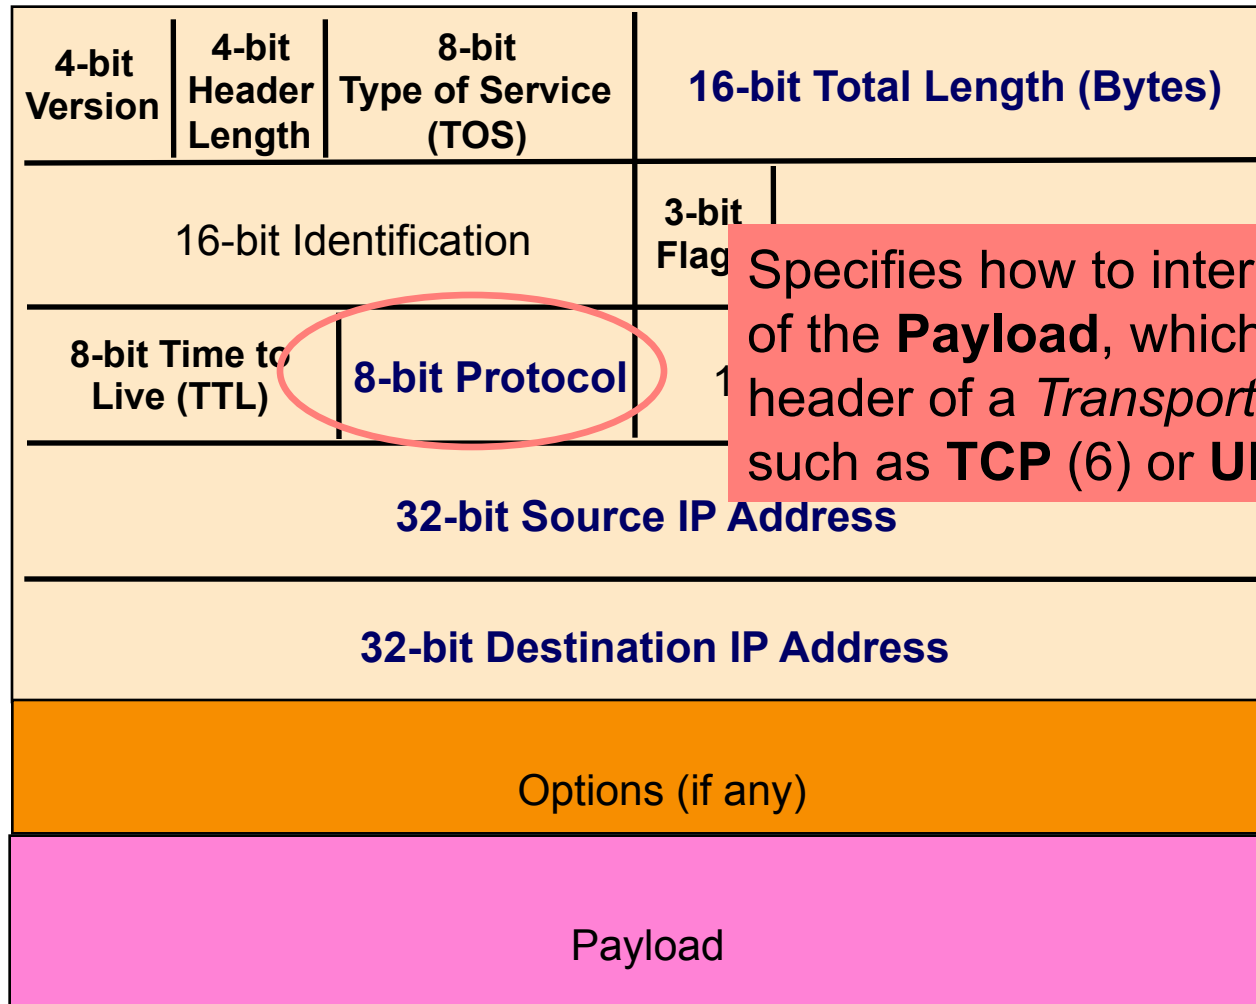 4-bit
Version
4-bit
Header
Length
8-bit
Type of Service
(TOS)
16-bit Total Length (Bytes)
16-bit Identification
3-bit
Flag
Specifies how to inter
of the Payload, which
header of a Transport
such as TCP (6) or U
8-bit Time to
Live (TTL)
8-bit Protocol
1
32-bit Source IP Address
32-bit Destination IP Address
Options (if any)
Payload